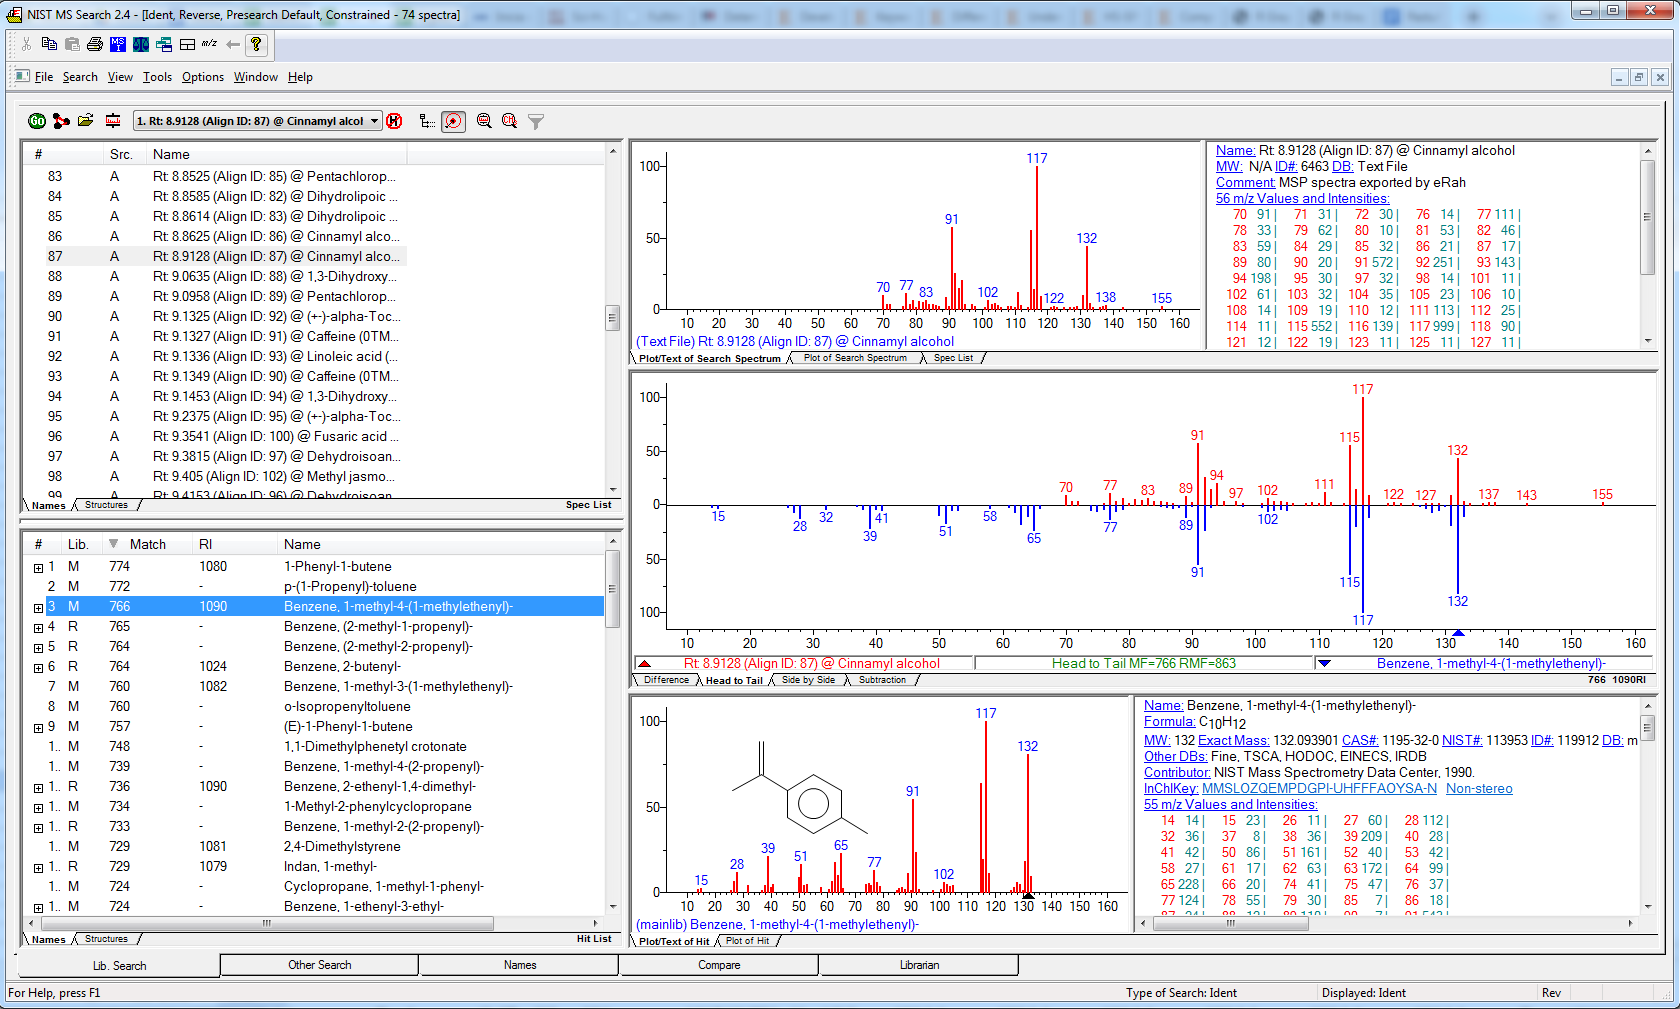 NIST MS Search 2.4 - [Ident, Reverse, Presearch Default, Constrained - 74 spectra]
File Search View Tools Options Window Help
1. Rt: 8.9128 (Align ID: 87) @ Cinnamyl alcol
# Src. Name
83 A Rt: 8.8525 (Align ID: 85) @ Pentachlorop...
84 A Rt: 8.8585 (Align ID: 82) @ Dihydrolipoic ...
85 A Rt: 8.8614 (Align ID: 83) @ Dihydrolipoic ...
86 A Rt: 8.8625 (Align ID: 86) @ Cinnamyl alco...
87 A Rt: 8.9128 (Align ID: 87) @ Cinnamyl alco...
88 A Rt: 9.0635 (Align ID: 88) @ 1,3-Dihydroxy...
89 A Rt: 9.0958 (Align ID: 89) @ Pentachlorop...
90 A Rt: 9.1325 (Align ID: 92) @ (+-)-alpha-Toc...
91 A Rt: 9.1327 (Align ID: 91) @ Caffeine (0TM...
92 A Rt: 9.1336 (Align ID: 93) @ Linoleic acid (...
93 A Rt: 9.1349 (Align ID: 90) @ Caffeine (0TM...
94 A Rt: 9.1453 (Align ID: 94) @ 1,3-Dihydroxy...
95 A Rt: 9.2375 (Align ID: 95) @ (+-)-alpha-Toc...
96 A Rt: 9.3541 (Align ID: 100) @ Fusaric acid ...
97 A Rt: 9.3815 (Align ID: 97) @ Dehydroisoan...
98 A Rt: 9.405 (Align ID: 102) @ Methyl jasmo...
99 A Rt: 9.4153 (Align ID: 96) @ Dehydroisoan
Names Structures Spec List
# Lib. Match RI Name
1 M 774 1080 1-Phenyl-1-butene
2 M 772 - p-(1-Propenyl)-toluene
3 M 766 1090 Benzene, 1-methyl-4-(1-methylethenyl)-
4 R 765 - Benzene, (2-methyl-1-propenyl)-
5 R 764 - Benzene, (2-methyl-2-propenyl)-
6 R 764 1024 Benzene, 2-butenyl-
7 M 760 1082 Benzene, 1-methyl-3-(1-methylethenyl)-
8 M 760 - o-Isopropenyltoluene
9 M 757 - (E)-1-Phenyl-1-butene
1.. M 748 - 1,1-Dimethylphenetyl crotonate
1.. M 739 - Benzene, 1-methyl-4-(2-propenyl)-
1.. R 736 1090 Benzene, 2-ethenyl-1,4-dimethyl-
1.. M 734 - 1-Methyl-2-phenylcyclopropane
1.. R 733 - Benzene, 1-methyl-2-(2-propenyl)-
1.. M 729 1081 2,4-Dimethylstyrene
1.. R 729 1079 Indan, 1-methyl-
1.. M 724 - Cyclopropane, 1-methyl-1-phenyl-
1.. M 724 - Benzene, 1-ethenyl-3-ethyl-
Names Structures Hit List
100 50 0
70 77 83 91 102 117 122 132 138 155
10 20 30 40 50 60 70 80 90 100 110 120 130 140 150 160
(Text File) Rt: 8.9128 (Align ID: 87) @ Cinnamyl alcohol
Plot/Text of Search Spectrum Plot of Search Spectrum Spec List
Name: Rt: 8.9128 (Align ID: 87) @ Cinnamyl alcohol
MW: N/A ID#: 6463 DB: Text File
Comment: MSP spectra exported by eRah
56 m/z Values and Intensities:
70 91 | 71 31 | 72 30 | 76 14 | 77 111 |
78 33 | 79 62 | 80 10 | 81 53 | 82 46 |
83 59 | 84 29 | 85 32 | 86 21 | 87 17 |
89 80 | 90 20 | 91 572 | 92 251 | 93 143 |
94 198 | 95 30 | 97 32 | 98 14 | 101 11 |
102 61 | 103 32 | 104 35 | 105 23 | 106 10 |
108 14 | 109 19 | 110 12 | 111 113 | 112 25 |
114 11 | 115 552 | 116 139 | 117 999 | 118 90 |
121 12 | 122 19 | 123 11 | 125 11 | 127 11 |
100 50 0 50 100
70 77 83 89 91 94 97 102 111 115 117 122 127 132 137 143 155
15 28 32 39 41 51 58 65 77 89 91 102 115 117 132
10 20 30 40 50 60 70 80 90 100 110 120 130 140 150 160
Rt: 8.9128 (Align ID: 87) @ Cinnamyl alcohol Head to Tail MF=766 RMF=863 Benzene, 1-methyl-4-(1-methylethenyl)-
Difference Head to Tail Side by Side Subtraction 766 1090RI
100 50 0
15 28 39 51 65 77 91 102 117 132
10 20 30 40 50 60 70 80 90 100 110 120 130 140 150 160
(mainlib) Benzene, 1-methyl-4-(1-methylethenyl)-
Plot/Text of Hit Plot of Hit
Name: Benzene, 1-methyl-4-(1-methylethenyl)-
Formula: C10H12
MW: 132 Exact Mass: 132.093901 CAS#: 1195-32-0 NIST#: 113953 ID#: 119912 DB: m
Other DBs: Fine, TSCA, HODOC, EINECS, IRDB
Contributor: NIST Mass Spectrometry Data Center, 1990.
InChIKey: MMSLOZQEMPDGPI-UHFFFAOYSA-N Non-stereo
55 m/z Values and Intensities:
14 14 | 15 23 | 26 11 | 27 60 | 28 112 |
32 36 | 37 8 | 38 36 | 39 209 | 40 28 |
41 42 | 50 86 | 51 161 | 52 40 | 53 42 |
58 27 | 61 17 | 62 63 | 63 172 | 64 99 |
65 228 | 66 20 | 74 41 | 75 47 | 76 37 |
77 124 | 78 55 | 79 30 | 85 7 | 86 18 |
Lib. Search Other Search Names Compare Librarian
For Help, press F1 Type of Search: Ident Displayed: Ident Rev